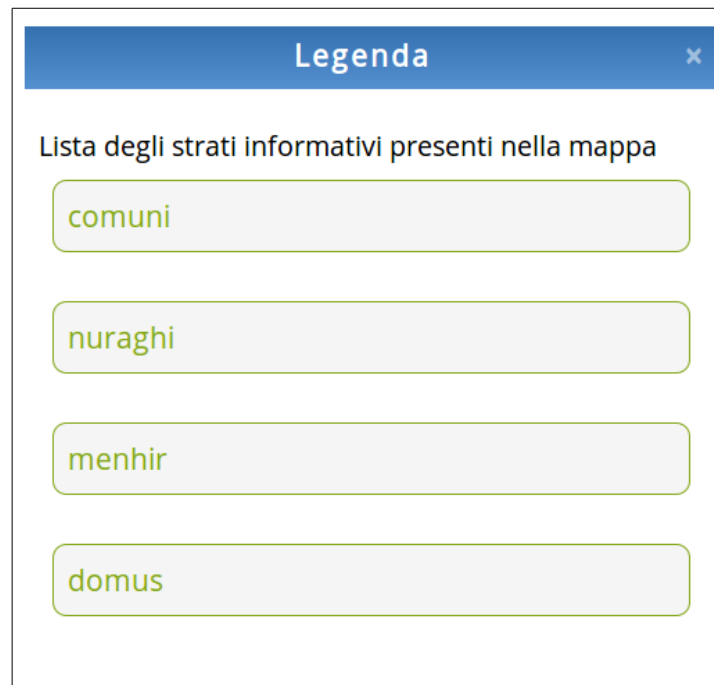 Legenda ×
Lista degli strati informativi presenti nella mappa
comuni
nuraghi
menhir
domus